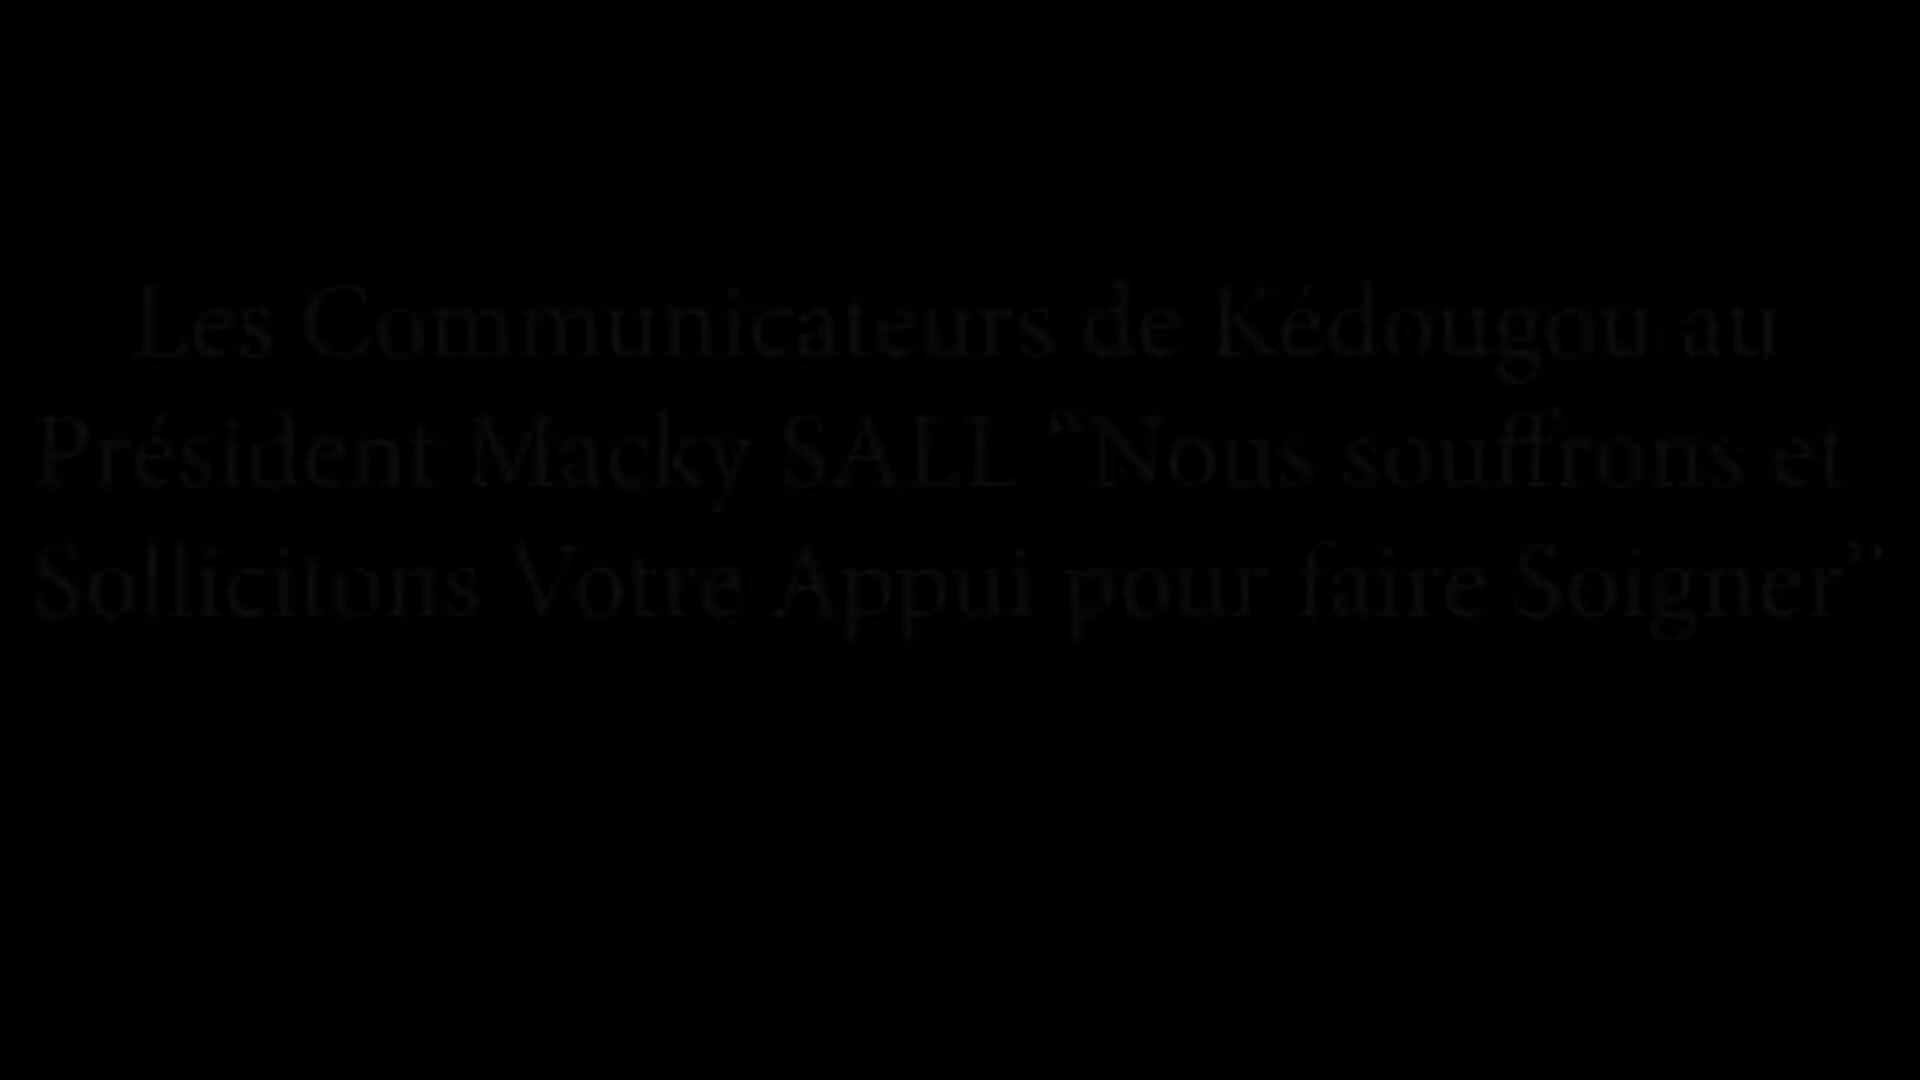 Les Communicateurs de Kédougou au
Président Macky SALL “Nous souffrons et
Sollicitons Votre Appui pour faire Soigner”